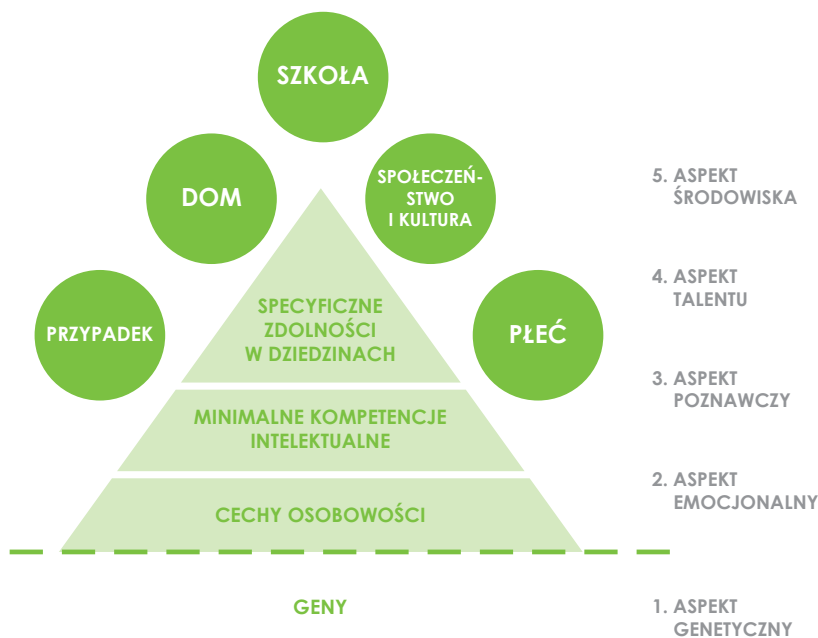 SZKOŁA
DOM
SPOŁECZEŃ-
STWO
I KULTURA
PRZYPADEK
PŁEĆ
SPECYFICZNE
ZDOLNOŚCI
W DZIEDZINACH
MINIMALNE KOMPETENCJE
INTELEKTUALNE
CECHY OSOBOWOŚCI
GENY
5. ASPEKT
ŚRODOWISKA
4. ASPEKT
TALENTU
3. ASPEKT
POZNAWCZY
2. ASPEKT
EMOCJONALNY
1. ASPEKT
GENETYCZNY